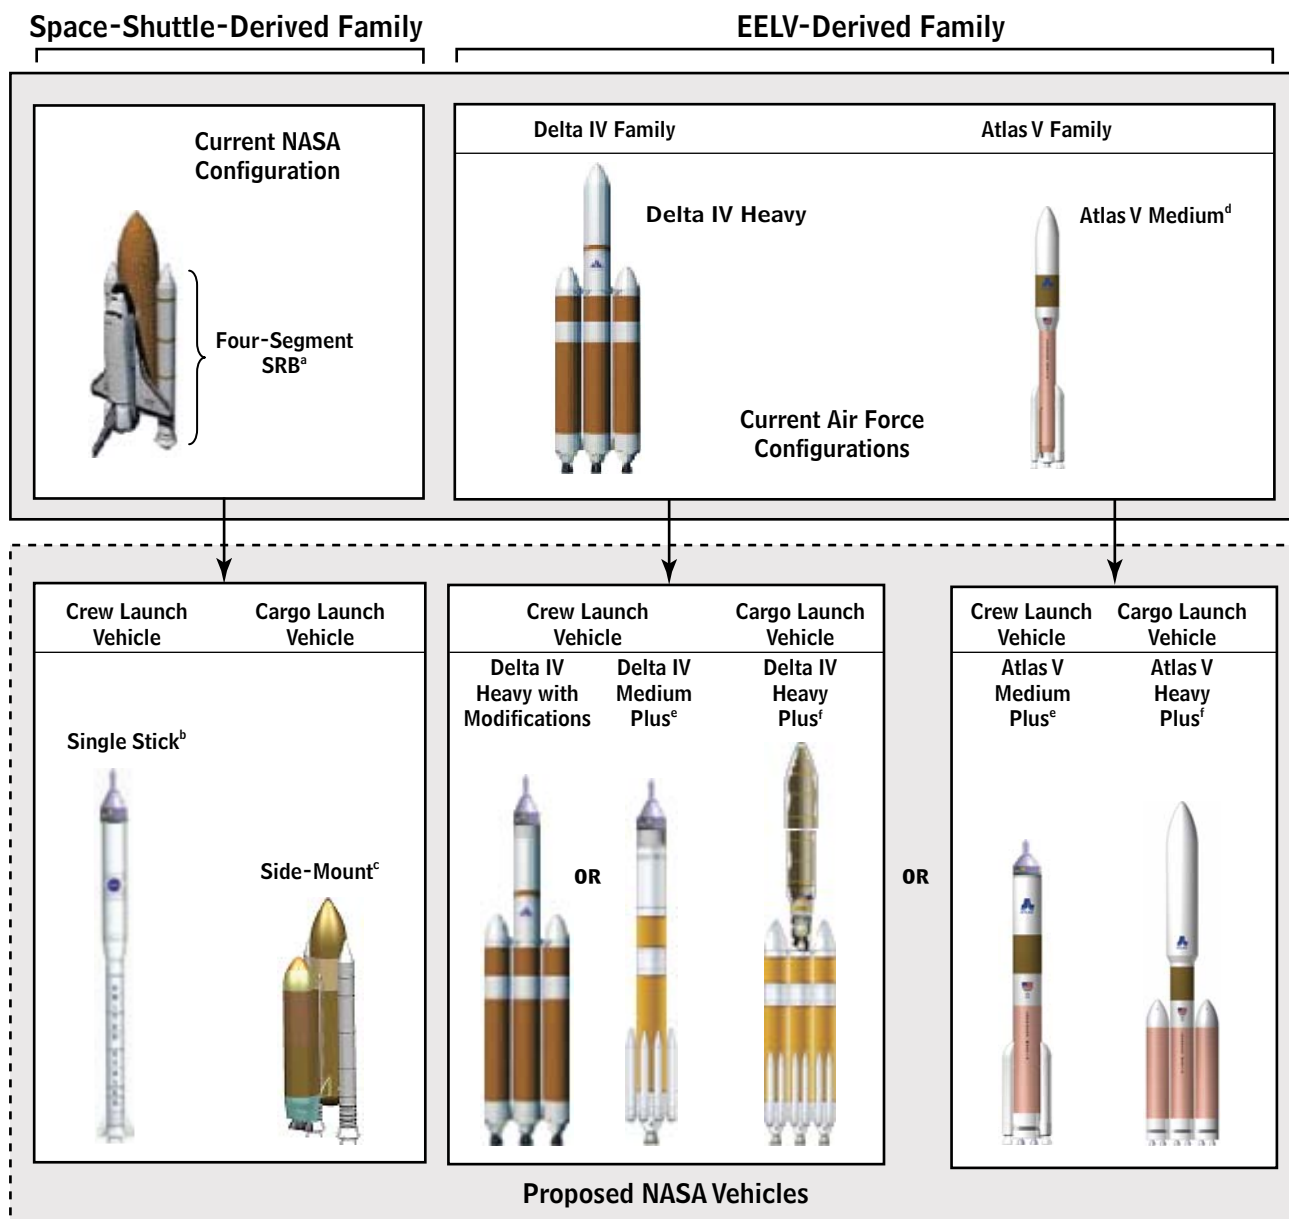 Space-Shuttle-Derived Family
EELV-Derived Family
Current NASA
Configuration
Four-Segment
SRBa
Delta IV Family
Atlas V Family
Delta IV Heavy
Atlas V Mediumd
Current Air Force
Configurations
Crew Launch
Vehicle
Cargo Launch
Vehicle
Single Stickb
Side-Mountc
Crew Launch
Vehicle
Cargo Launch
Vehicle
Delta IV
Heavy with
Modifications
OR
Delta IV
Medium
Pluse
Delta IV
Heavy
Plusf
OR
Crew Launch
Vehicle
Cargo Launch
Vehicle
Atlas V
Medium
Pluse
Atlas V
Heavy
Plusf
Proposed NASA Vehicles